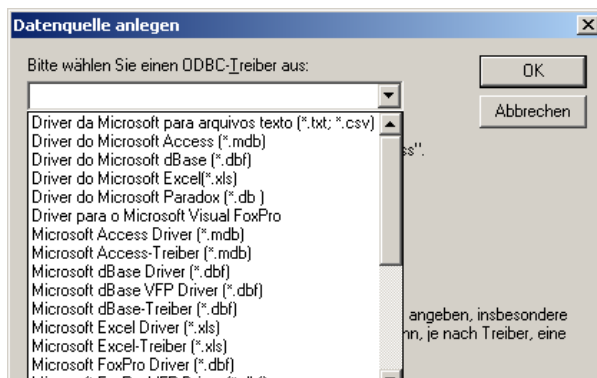 Datenquelle anlegen
Bitte wählen Sie einen ODBC-Treiber aus:
OK
Abbrechen
Driver da Microsoft para arquivos texto (*.txt; *.csv)
Driver do Microsoft Access (*.mdb)
ss".
Driver do Microsoft dBase (*.dbf)
Driver do Microsoft Excel(*.xls)
Driver do Microsoft Paradox (*.db )
Driver para o Microsoft Visual FoxPro
Microsoft Access Driver (*.mdb)
Microsoft Access-Treiber (*.mdb)
Microsoft dBase Driver (*.dbf)
Microsoft dBase VFP Driver (*.dbf)
Microsoft dBase-Treiber (*.dbf)
angeben, insbesondere
Microsoft Excel Driver (*.xls)
nn, je nach Treiber, eine
Microsoft Excel-Treiber (*.xls)
Microsoft FoxPro Driver (*.dbf)